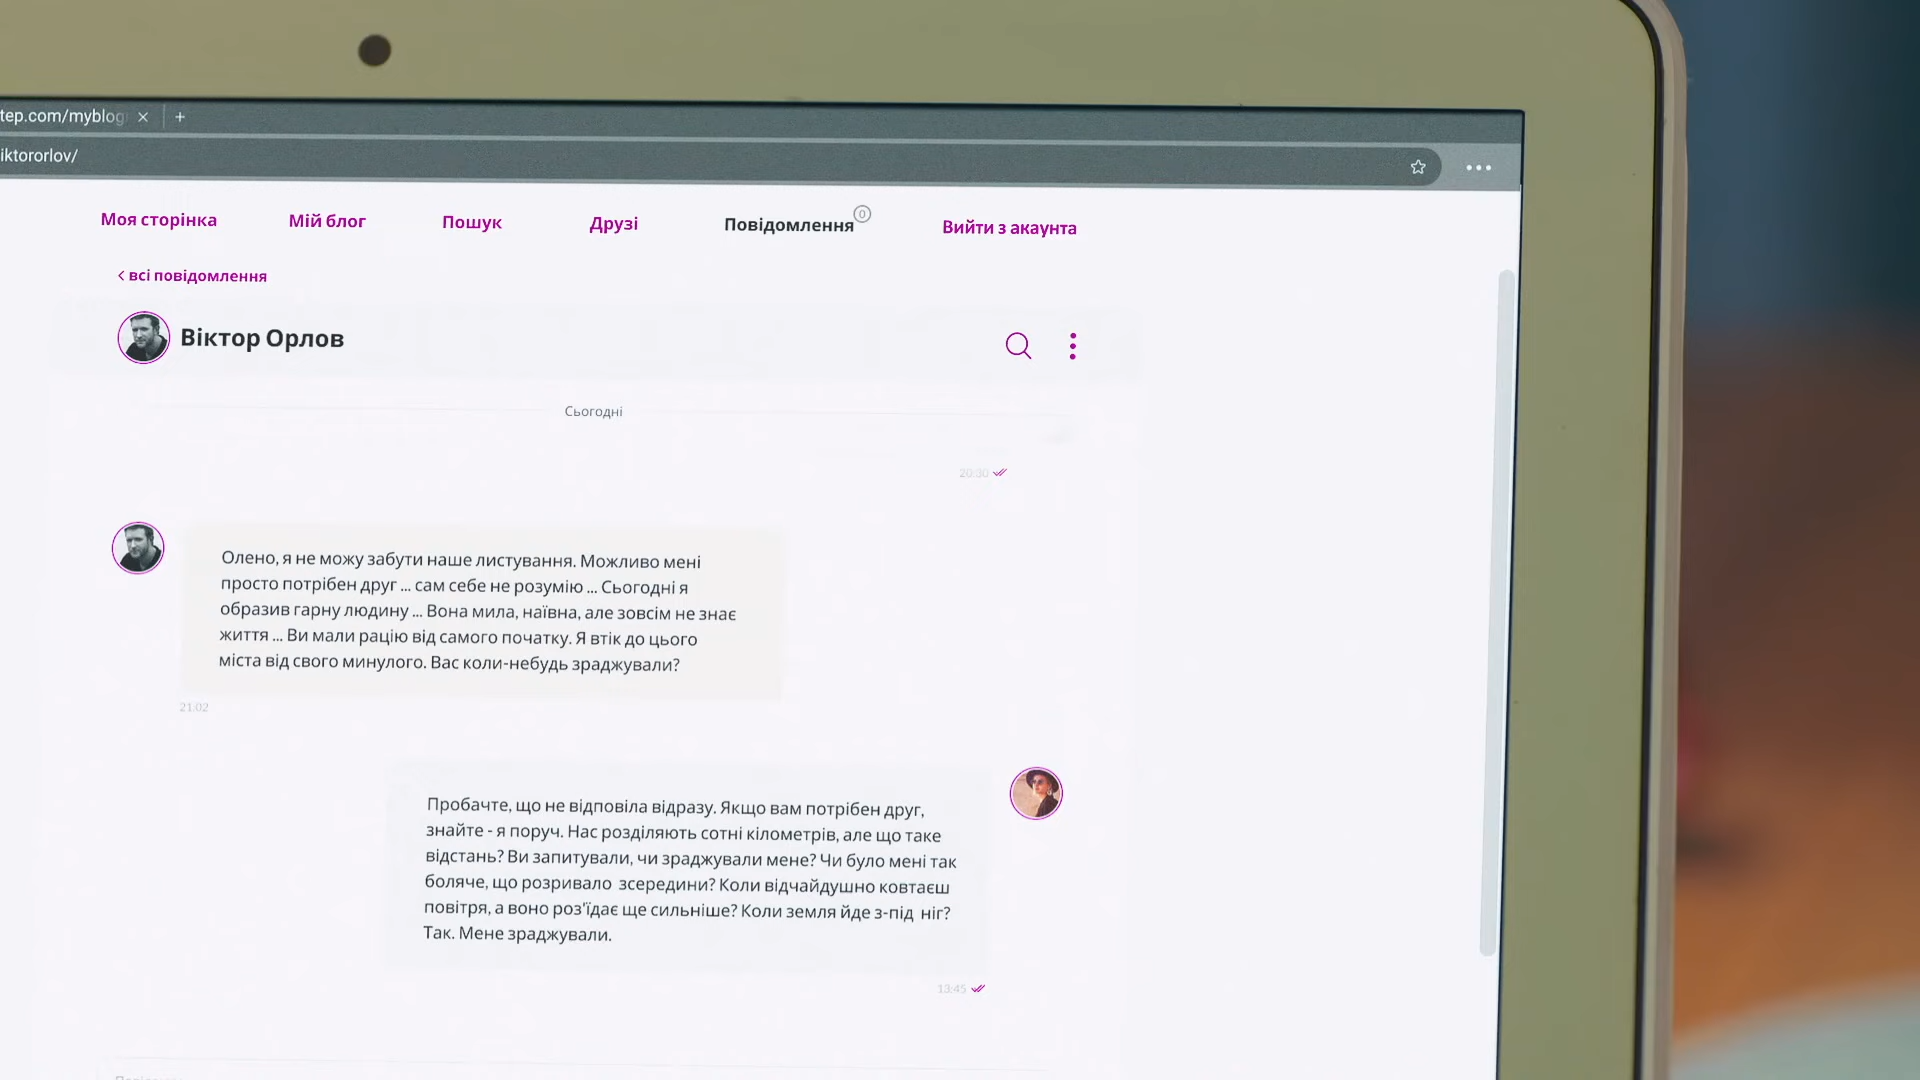 tep.com/myblog
iktororlov/
Моя сторінка Мій блог Пошук Друзі Повідомлення 0 Вийти з акаунта
< всі повідомлення
Віктор Орлов
Сьогодні
20:30
Олено, я не можу забути наше листування. Можливо мені
просто потрібен друг ... сам себе не розумію ... Сьогодні я
образив гарну людину ... Вона мила, наївна, але зовсім не знає
життя ... Ви мали рацію від самого початку. Я втік до цього
міста від свого минулого. Вас коли-небудь зраджували?
21:02
Пробачте, що не відповіла відразу. Якщо вам потрібен друг,
знайте - я поруч. Нас розділяють сотні кілометрів, але що таке
відстань? Ви запитували, чи зраджували мене? Чи було мені так
боляче, що розривало зсередини? Коли відчайдушно ковтаєш
повітря, а воно роз'їдає ще сильніше? Коли земля йде з-під ніг?
Так. Мене зраджували.
13:45